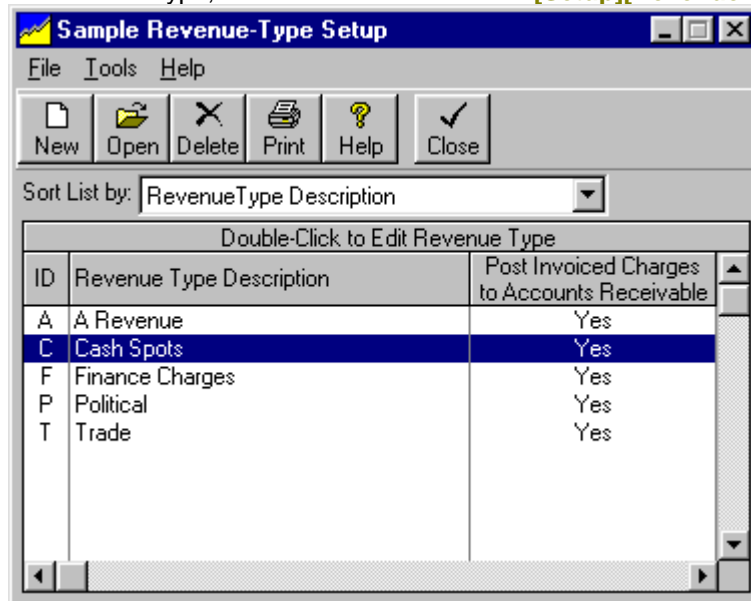 Sample Revenue-Type Setup
File Tools Help
New Open Delete Print Help Close
Sort List by: RevenueType Description
Double-Click to Edit Revenue Type
ID Revenue Type Description Post Invoiced Charges to Accounts Receivable
A A Revenue Yes
C Cash Spots Yes
F Finance Charges Yes
P Political Yes
T Trade Yes